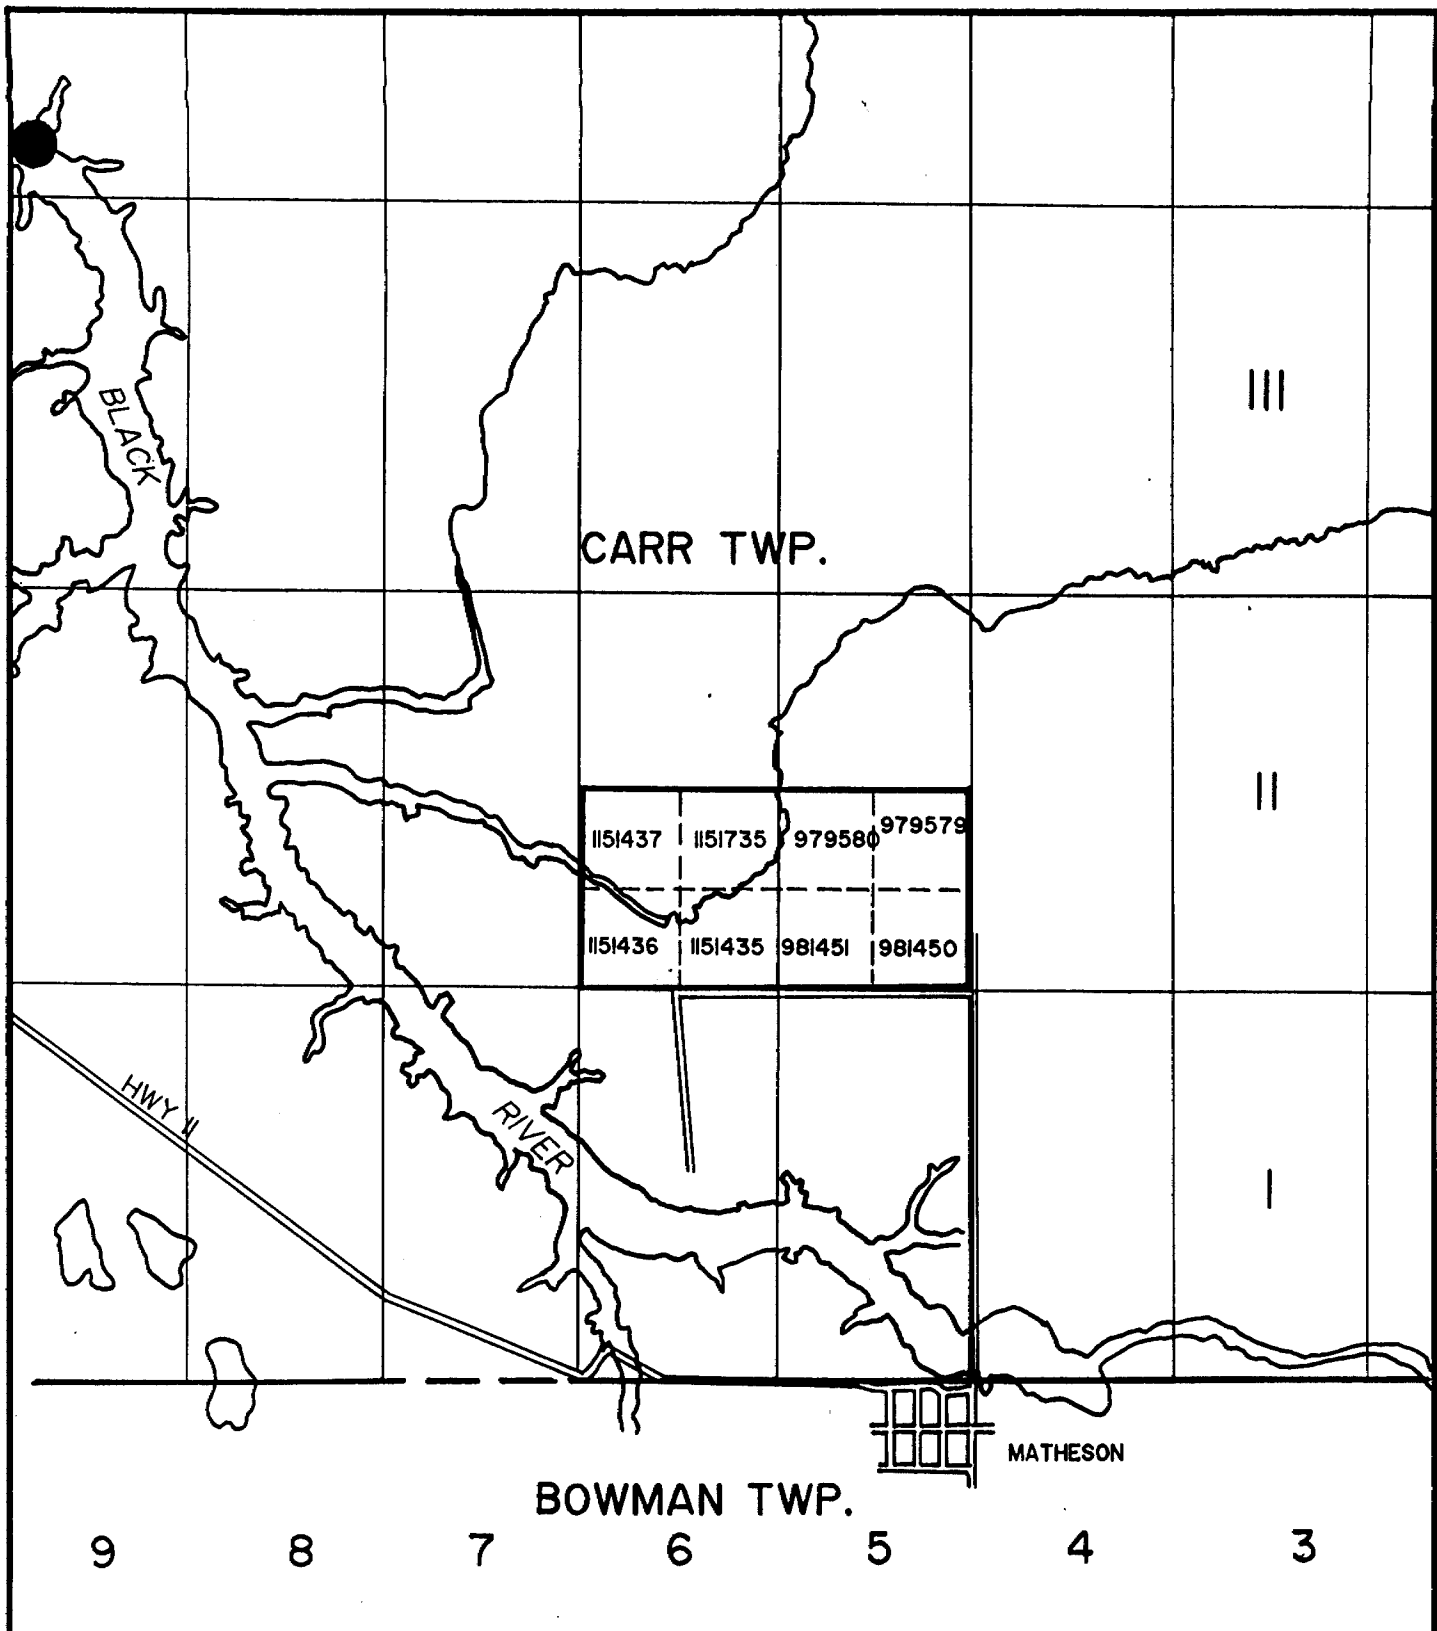 III
BLACK
CARR TWP.
II
1151437 1151735 979580 979579
1151436 1151435 981451 981450
HWY 11
RIVER
I
MATHESON
BOWMAN TWP.
9 8 7 6 5 4 3